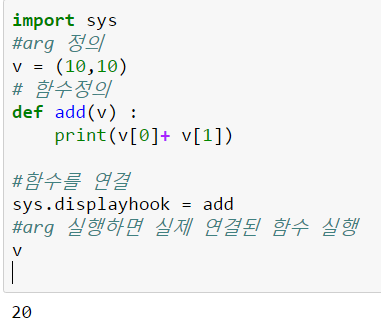 import sys
#arg 정의
v = (10,10)
# 함수정의
def add(v) :
    print(v[0]+ v[1])

#함수를 연결
sys.displayhook = add
#arg 실행하면 실제 연결된 함수 실행
v
20